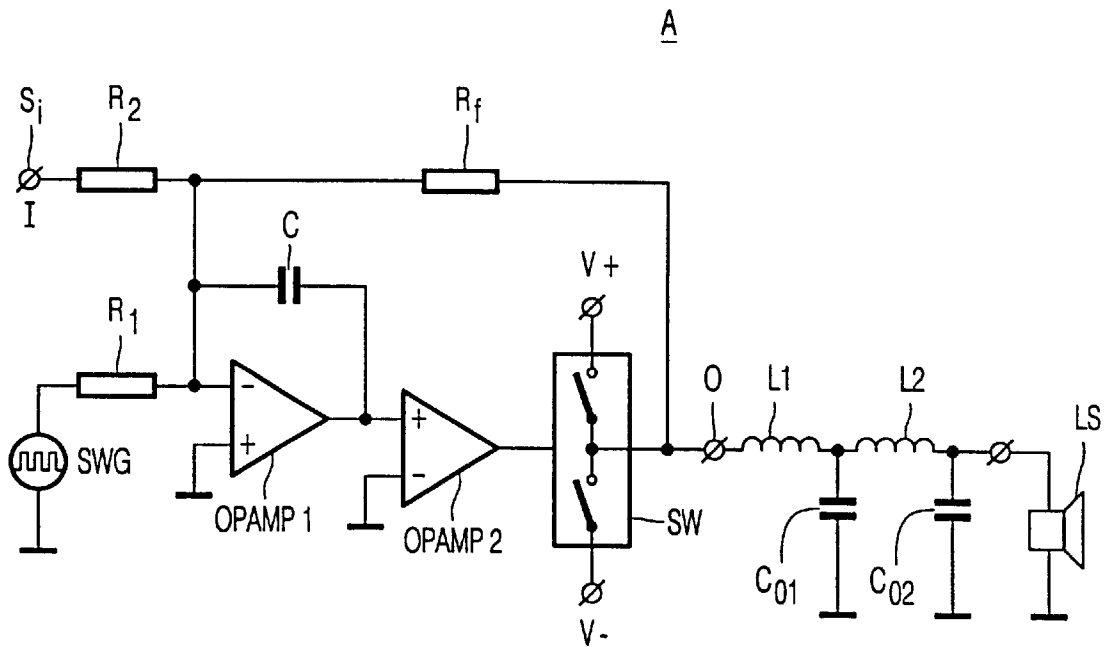 A
Si
R2
Rf
I
C
V+
R1
O
L1
L2
LS
-
+
+
-
SWG
OPAMP 1
OPAMP 2
SW
C01
C02
V-